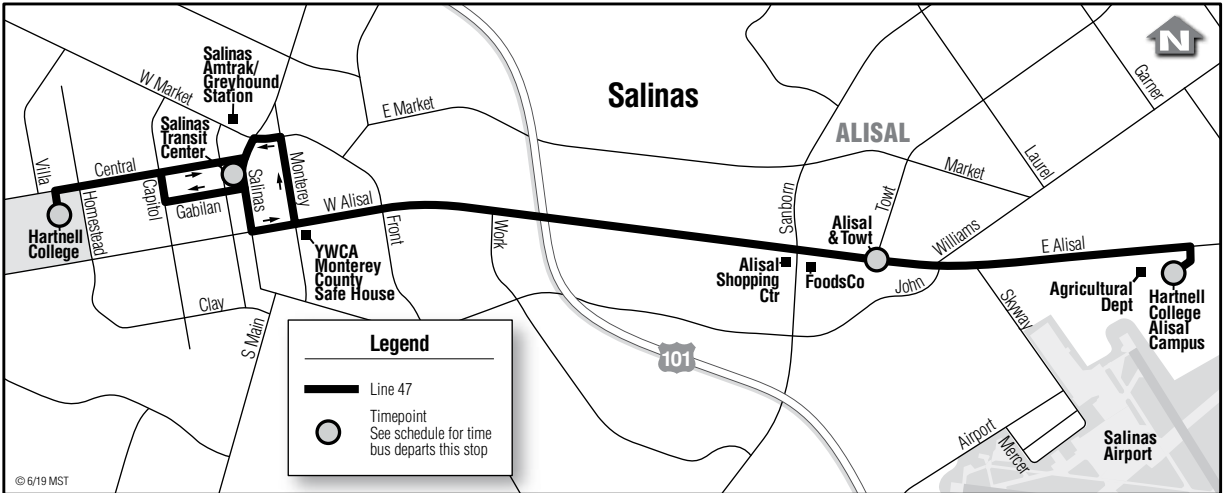 Salinas
Amtrak/
Greyhound
Station
W Market
Salinas
Transit
Center
E Market
Salinas
ALISAL
N
Garner
Laurel
Market
Villa
Central
Homestead
Capitol
Gabilan
Salinas
Monterey
W Alisal
Front
Work
Sanborn
Towt
Alisal
& Towt
Williams
E Alisal
Hartnell
College
YWCA
Monterey
County
Safe House
Alisal
Shopping
Ctr
FoodsCo
John
Skyway
Agricultural
Dept
Hartnell
College
Alisal
Campus
Clay
S Main
101
Airport
Mercer
Salinas
Airport
Legend
Line 47
Timepoint
See schedule for time
bus departs this stop
© 6/19 MST